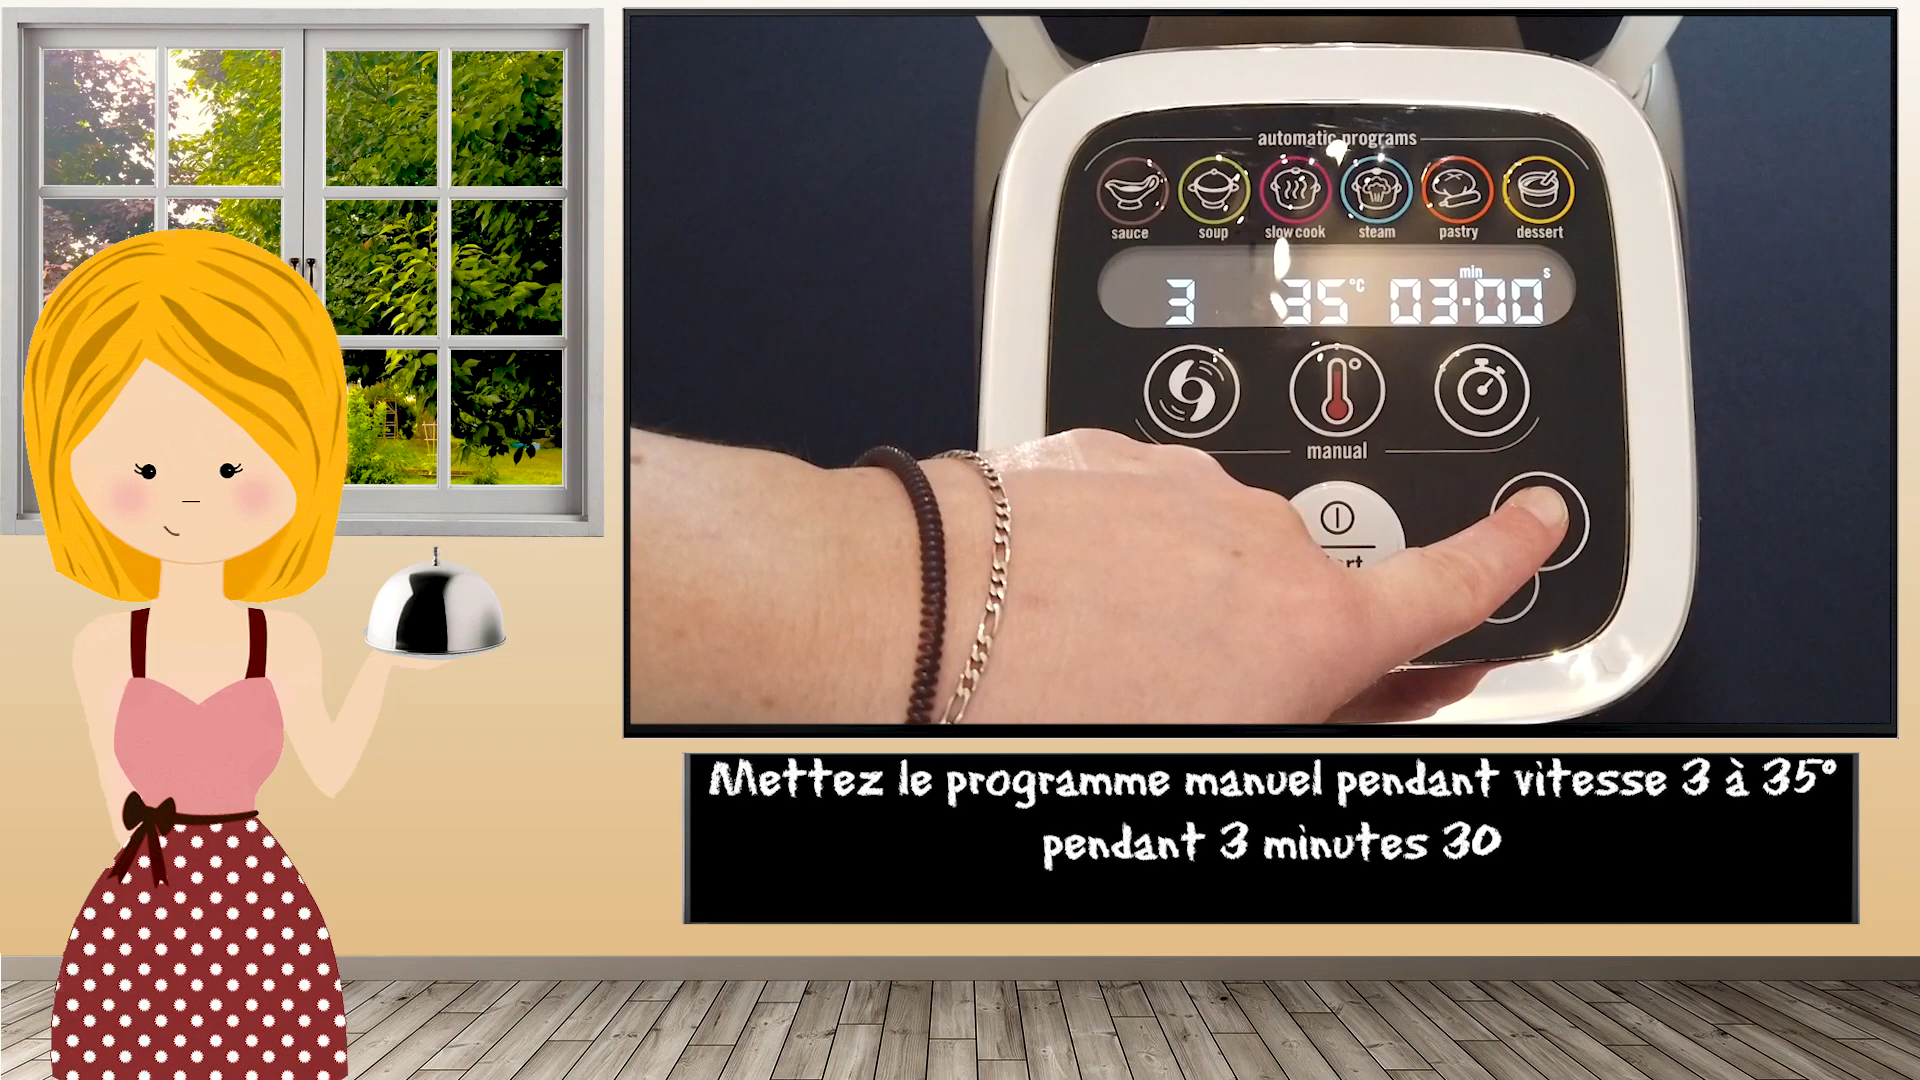 automatic programs
sauce soup slow cook steam pastry dessert
min s
3 35°C 03:00
manual
Mettez le programme manuel pendant vitesse 3 à 35°
pendant 3 minutes 30